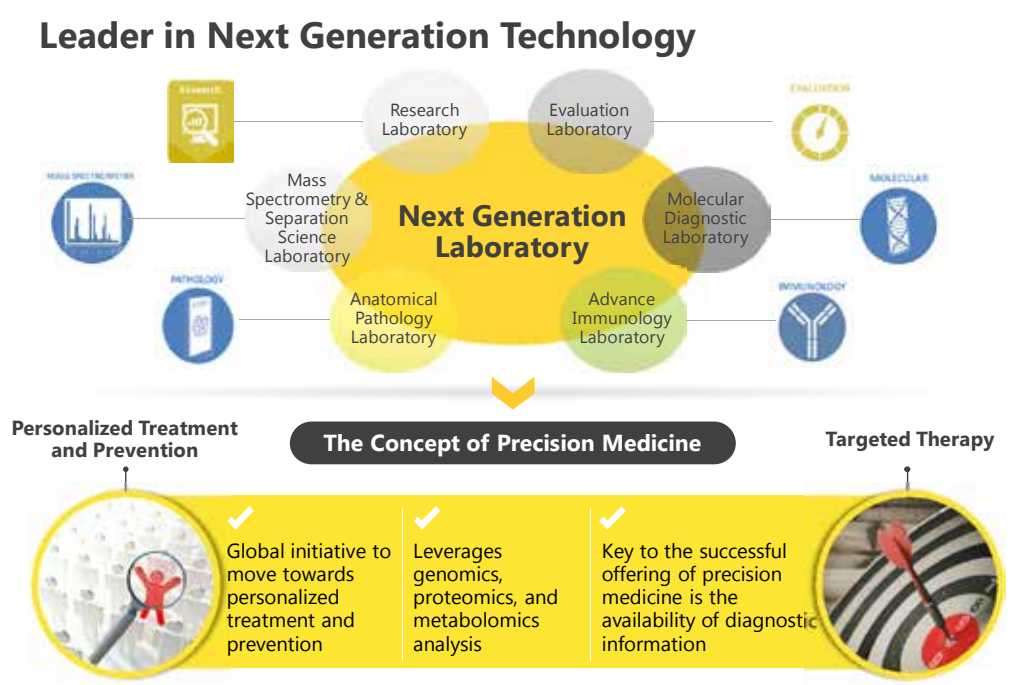 Leader in Next Generation Technology
Research
Research
Laboratory
Evaluation
Laboratory
EVALUATION
MASS SPECTROMETER
Mass
Spectrometry &
Separation
Science
Laboratory
Next Generation
Laboratory
Molecular
Diagnostic
Laboratory
MOLECULAR
PATHOLOGY
Anatomical
Pathology
Laboratory
Advance
Immunology
Laboratory
IMMUNOLOGY
Personalized Treatment
and Prevention
The Concept of Precision Medicine
Targeted Therapy
Global initiative to
move towards
personalized
treatment and
prevention
Leverages
genomics,
proteomics, and
metabolomics
analysis
Key to the successful
offering of precision
medicine is the
availability of diagnostic
information